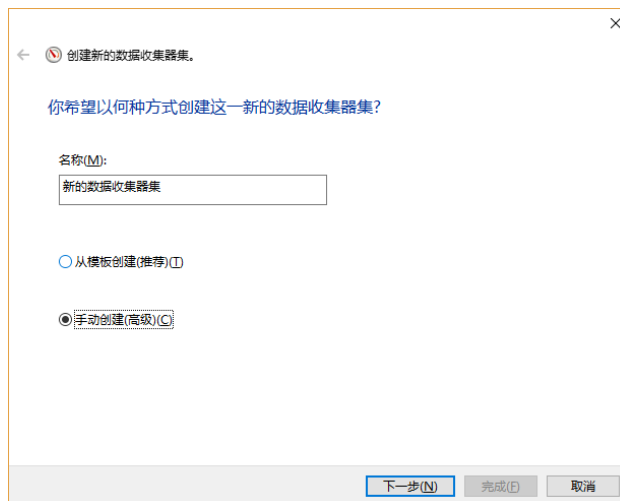 创建新的数据收集器集。
你希望以何种方式创建这一新的数据收集器集?
名称(M):
新的数据收集器集
从模板创建(推荐)(T)
手动创建(高级)(C)
下一步(N) 完成(F) 取消